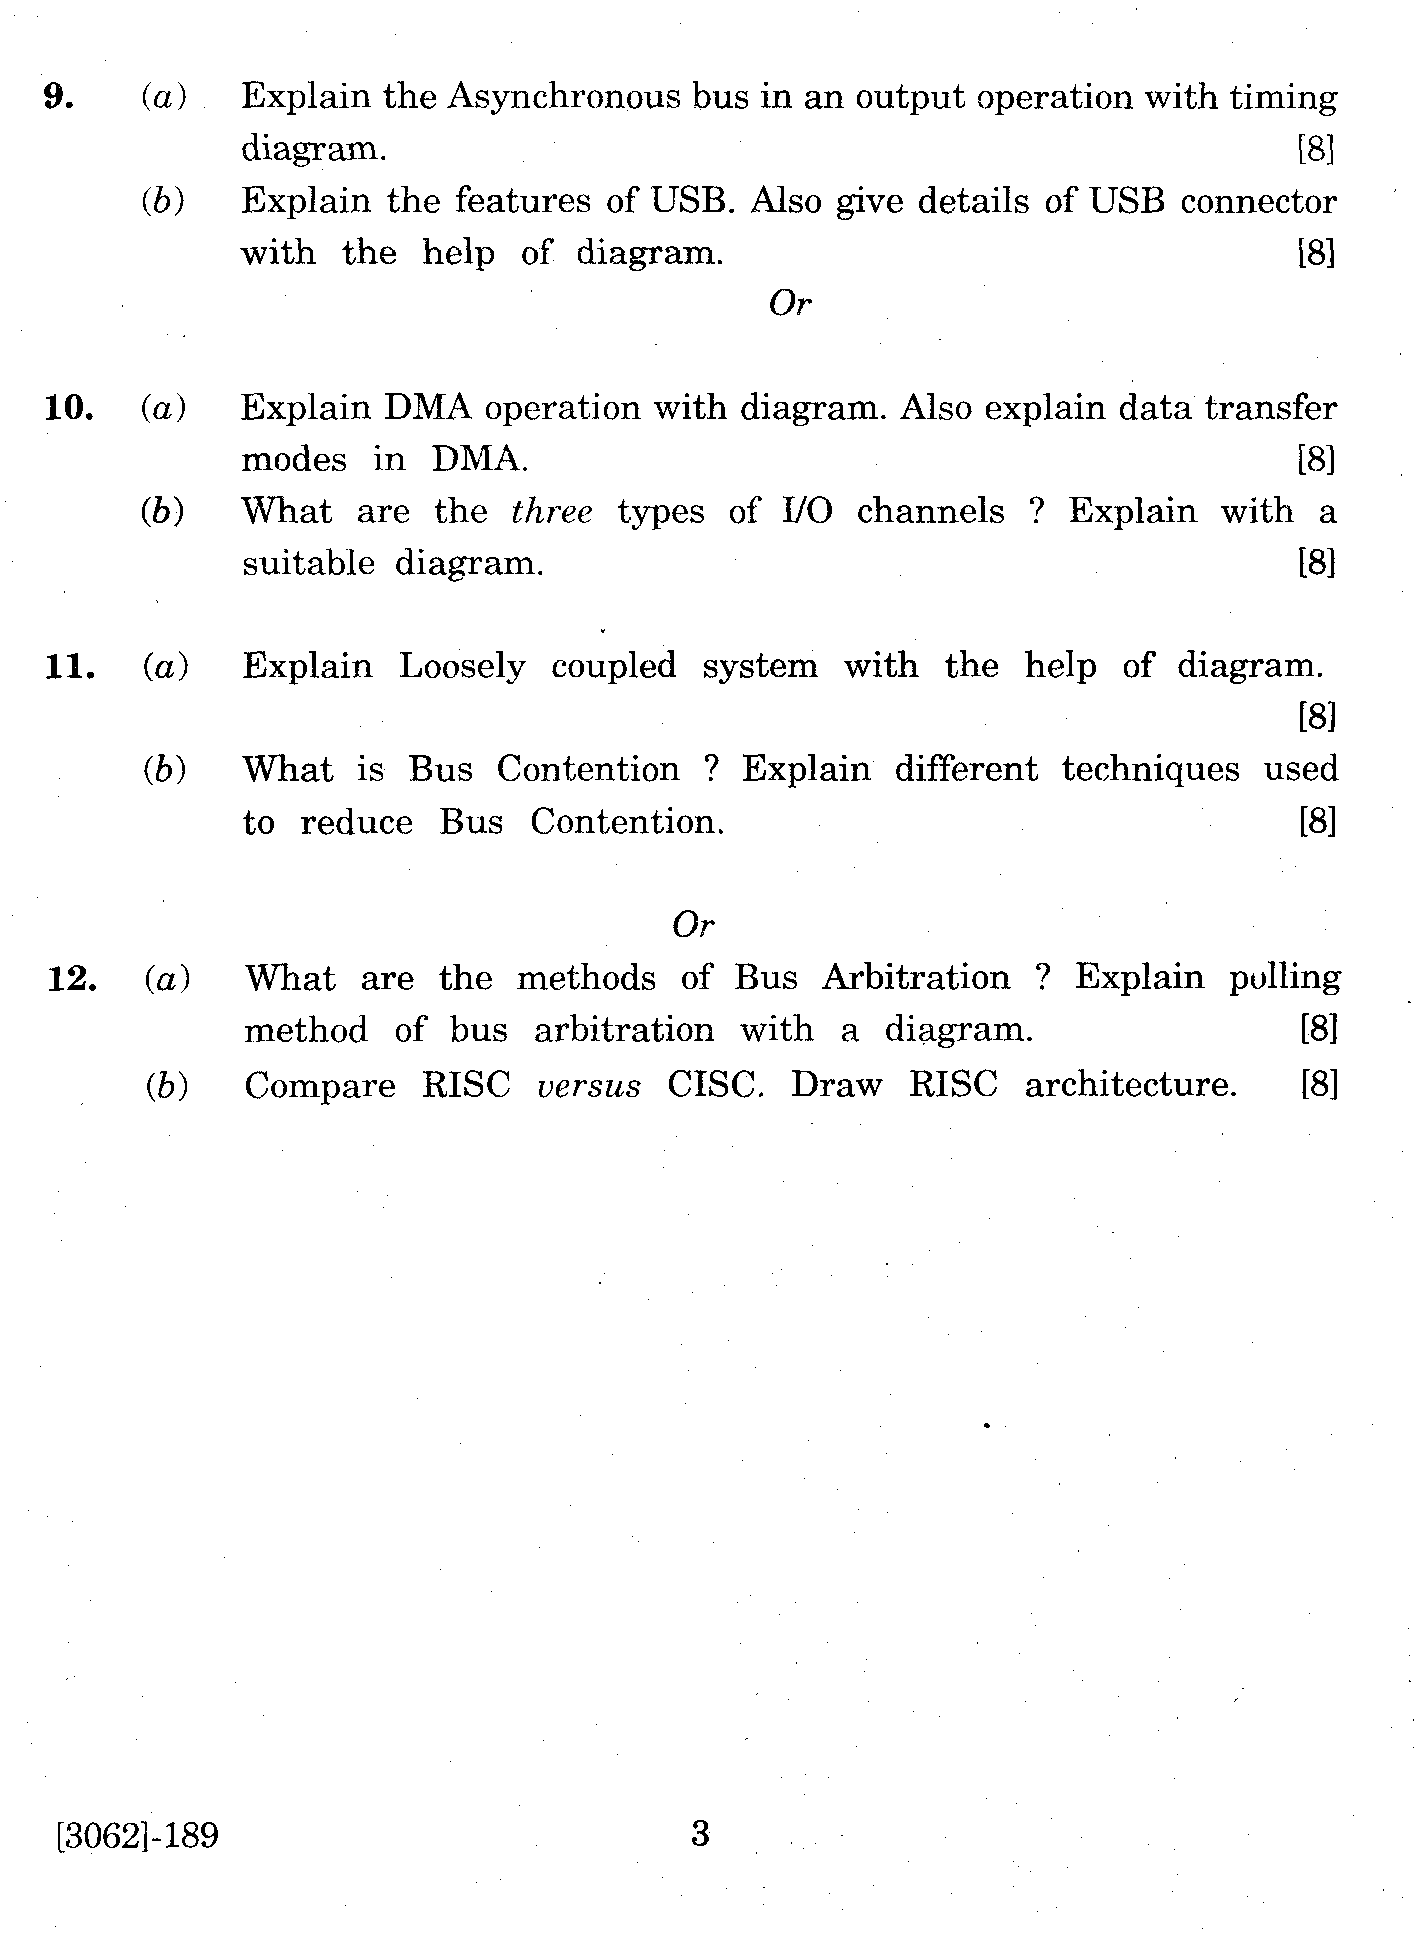 9. (a) Explain the Asynchronous bus in an output operation with timing
diagram. [8]
(b) Explain the features of USB. Also give details of USB connector
with the help of diagram. [8]
Or
10. (a) Explain DMA operation with diagram. Also explain data transfer
modes in DMA. [8]
(b) What are the three types of I/O channels ? Explain with a
suitable diagram. [8]
11. (a) Explain Loosely coupled system with the help of diagram.
[8]
(b) What is Bus Contention ? Explain different techniques used
to reduce Bus Contention. [8]
Or
12. (a) What are the methods of Bus Arbitration ? Explain polling
method of bus arbitration with a diagram. [8]
(b) Compare RISC versus CISC. Draw RISC architecture. [8]
[3062]-189 3